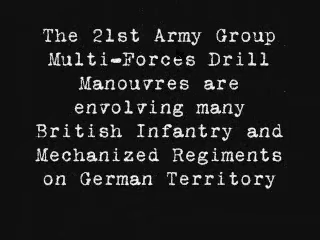 The 21st Army Group
Multi-Forces Drill
Manouvres are
envolving many
British Infantry and
Mechanized Regiments
on German Territory